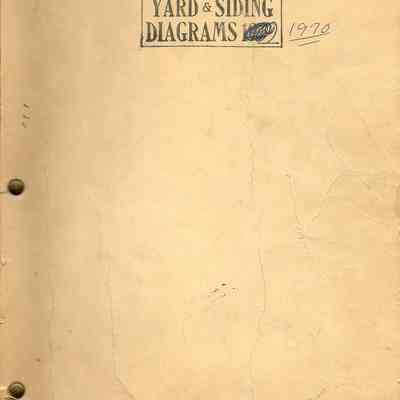 YARD & SIDING
DIAGRAMS
1970